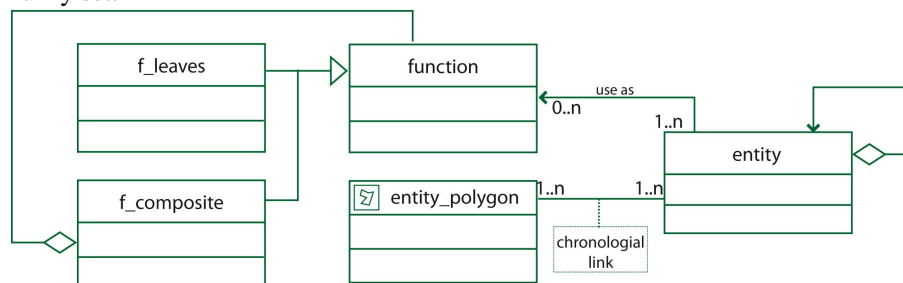 f_leaves
function
use as
0..n
1..n
entity
f_composite
entity_polygon
1..n
1..n
chronologial
link